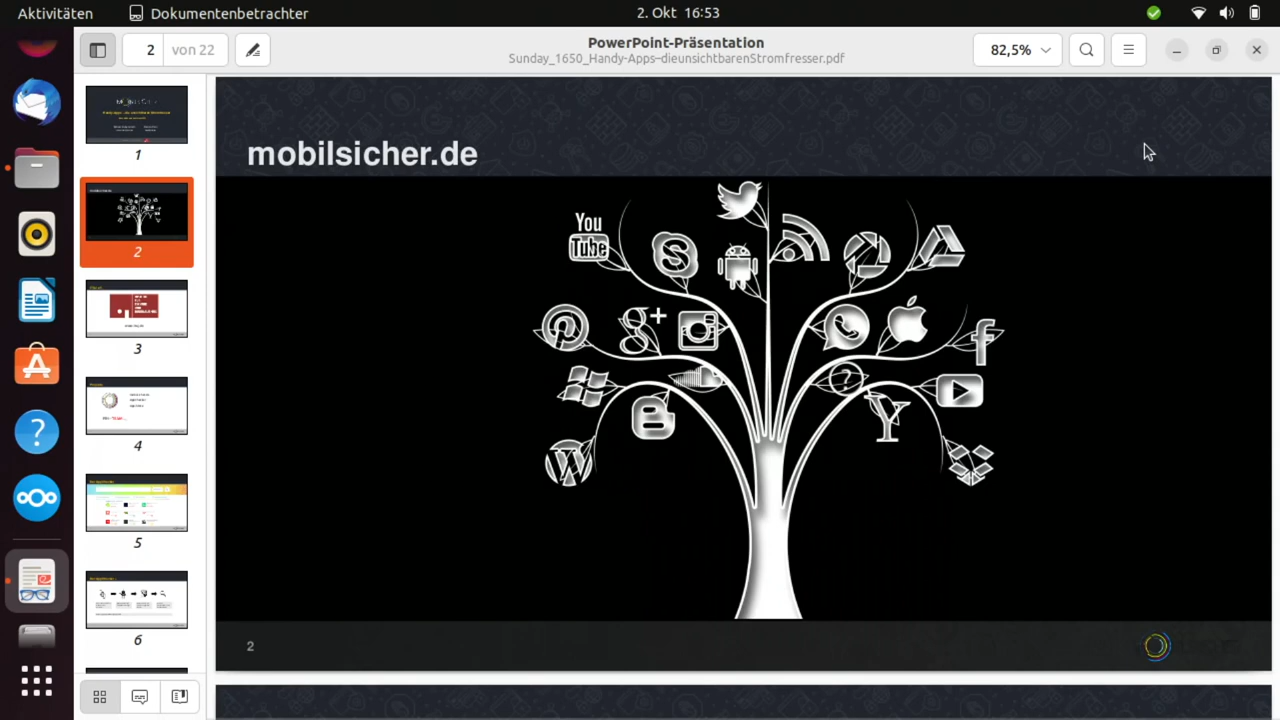 Aktivitäten
Dokumentenbetrachter
2. Okt 16:53
2
von 22
PowerPoint-Präsentation
Sunday_1650_Handy-Apps–dieunsichtbarenStromfresser.pdf
82,5%
1
2
3
4
5
6
mobilsicher.de
You
Tube
2